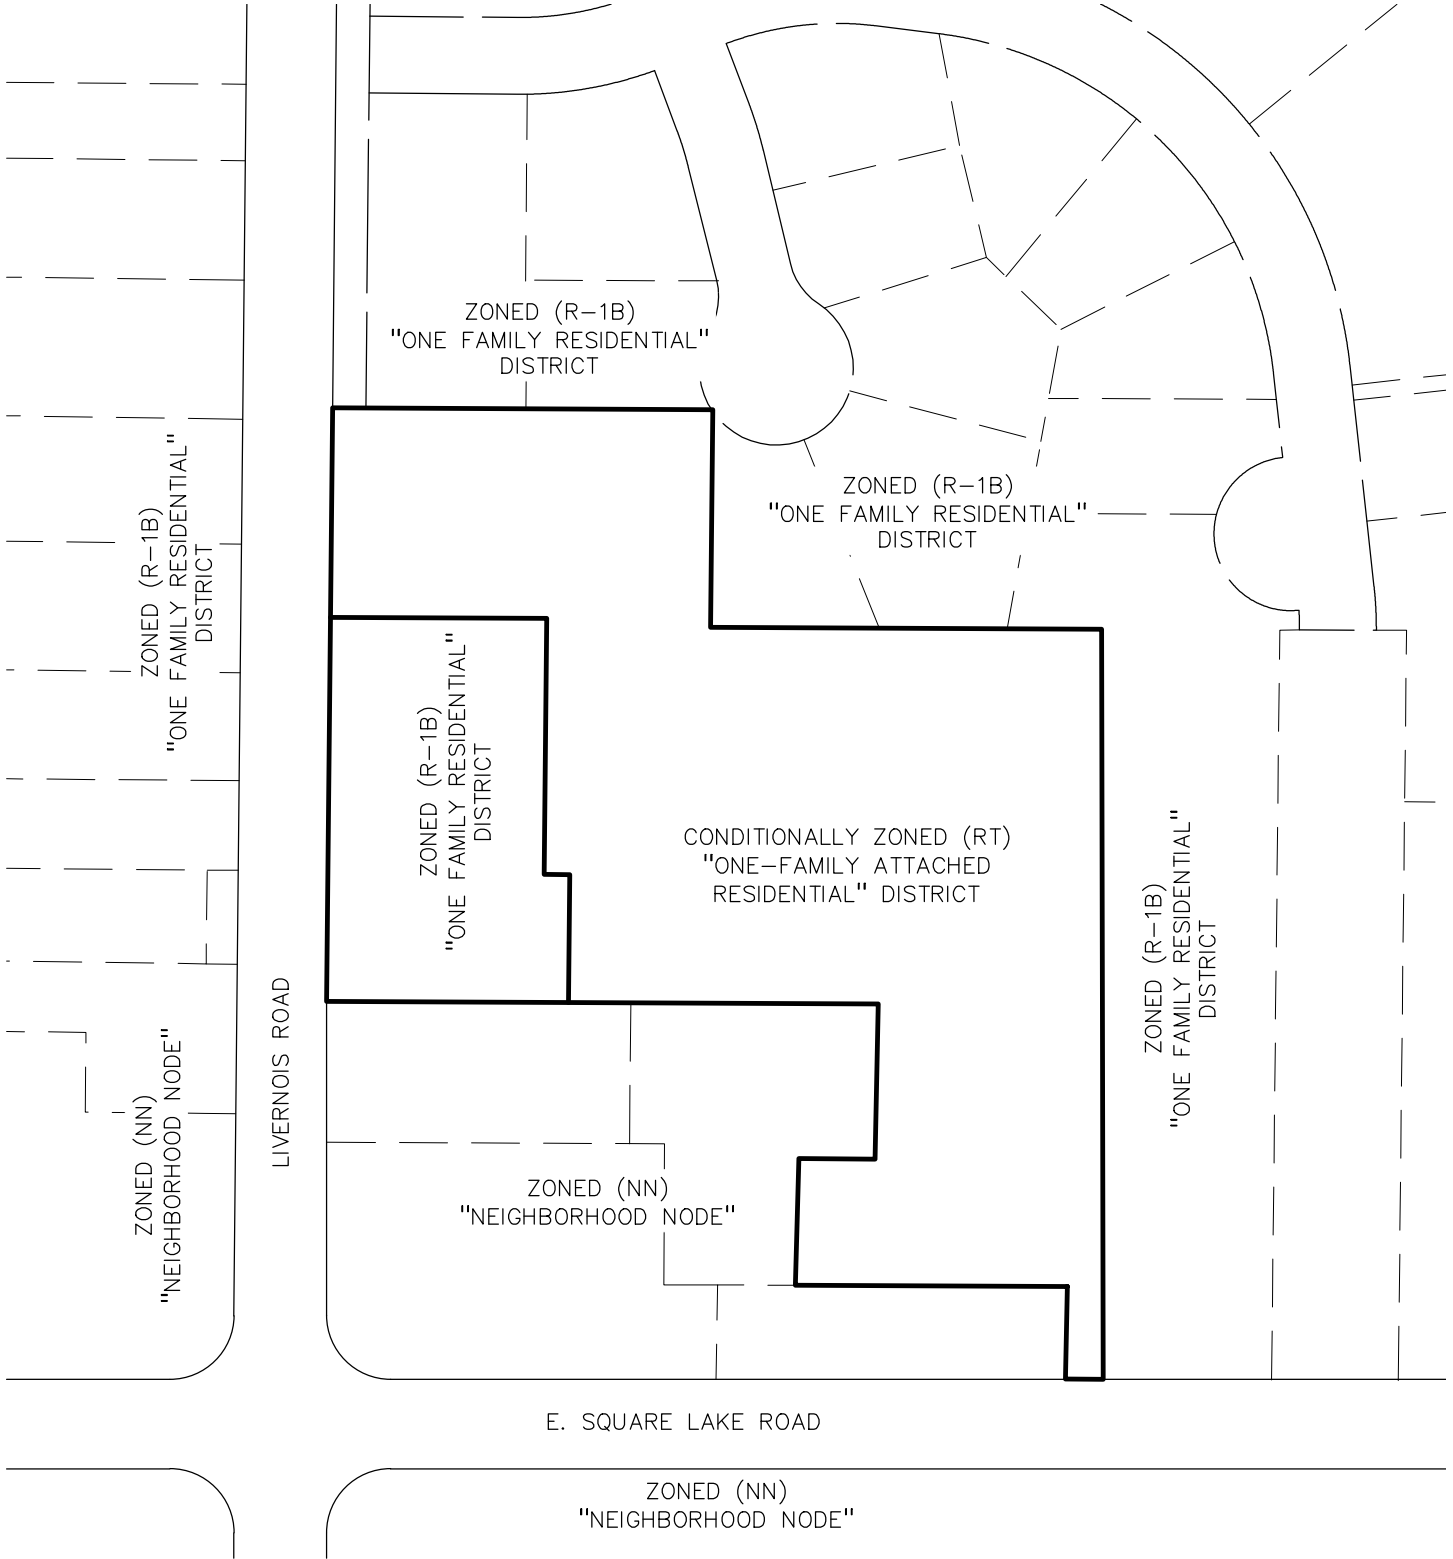 ZONED (R-1B)
"ONE FAMILY RESIDENTIAL"
DISTRICT
ZONED (R-1B)
"ONE FAMILY RESIDENTIAL"
DISTRICT
ZONED (R-1B)
"ONE FAMILY RESIDENTIAL"
DISTRICT
ZONED (R-1B)
"ONE FAMILY RESIDENTIAL"
DISTRICT
CONDITIONALLY ZONED (RT)
"ONE-FAMILY ATTACHED
RESIDENTIAL" DISTRICT
ZONED (R-1B)
"ONE FAMILY RESIDENTIAL"
DISTRICT
LIVERNOIS ROAD
ZONED (NN)
"NEIGHBORHOOD NODE"
ZONED (NN)
"NEIGHBORHOOD NODE"
E. SQUARE LAKE ROAD
ZONED (NN)
"NEIGHBORHOOD NODE"